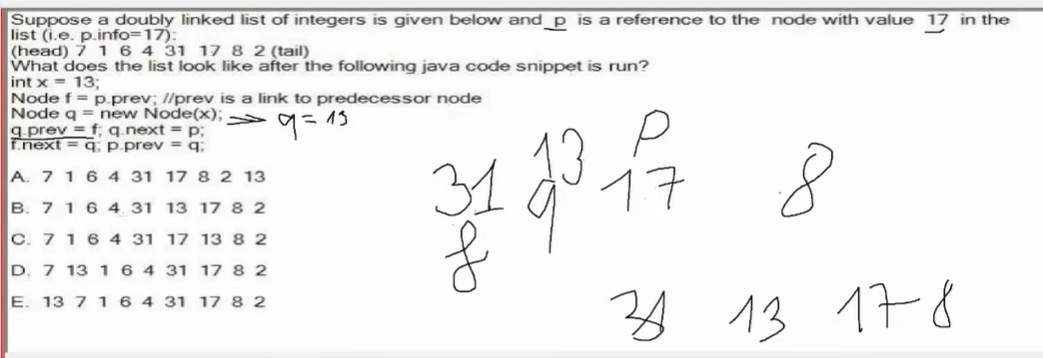 Suppose a doubly linked list of integers is given below and p is a reference to the node with value 17 in the
list (i.e. p.info=17):
(head) 7 1 6 4 31 17 8 2 (tail)
What does the list look like after the following java code snippet is run?
int x = 13;
Node f = p.prev; //prev is a link to predecessor node
Node q = new Node(x); => q = 13
q.prev = f; q.next = p;
f.next = q; p.prev = q;
A. 7 1 6 4 31 17 8 2 13
B. 7 1 6 4 31 13 17 8 2
C. 7 1 6 4 31 17 13 8 2
D. 7 13 1 6 4 31 17 8 2
E. 13 7 1 6 4 31 17 8 2
13 P
31 q 17 8
f
31 13 17 8